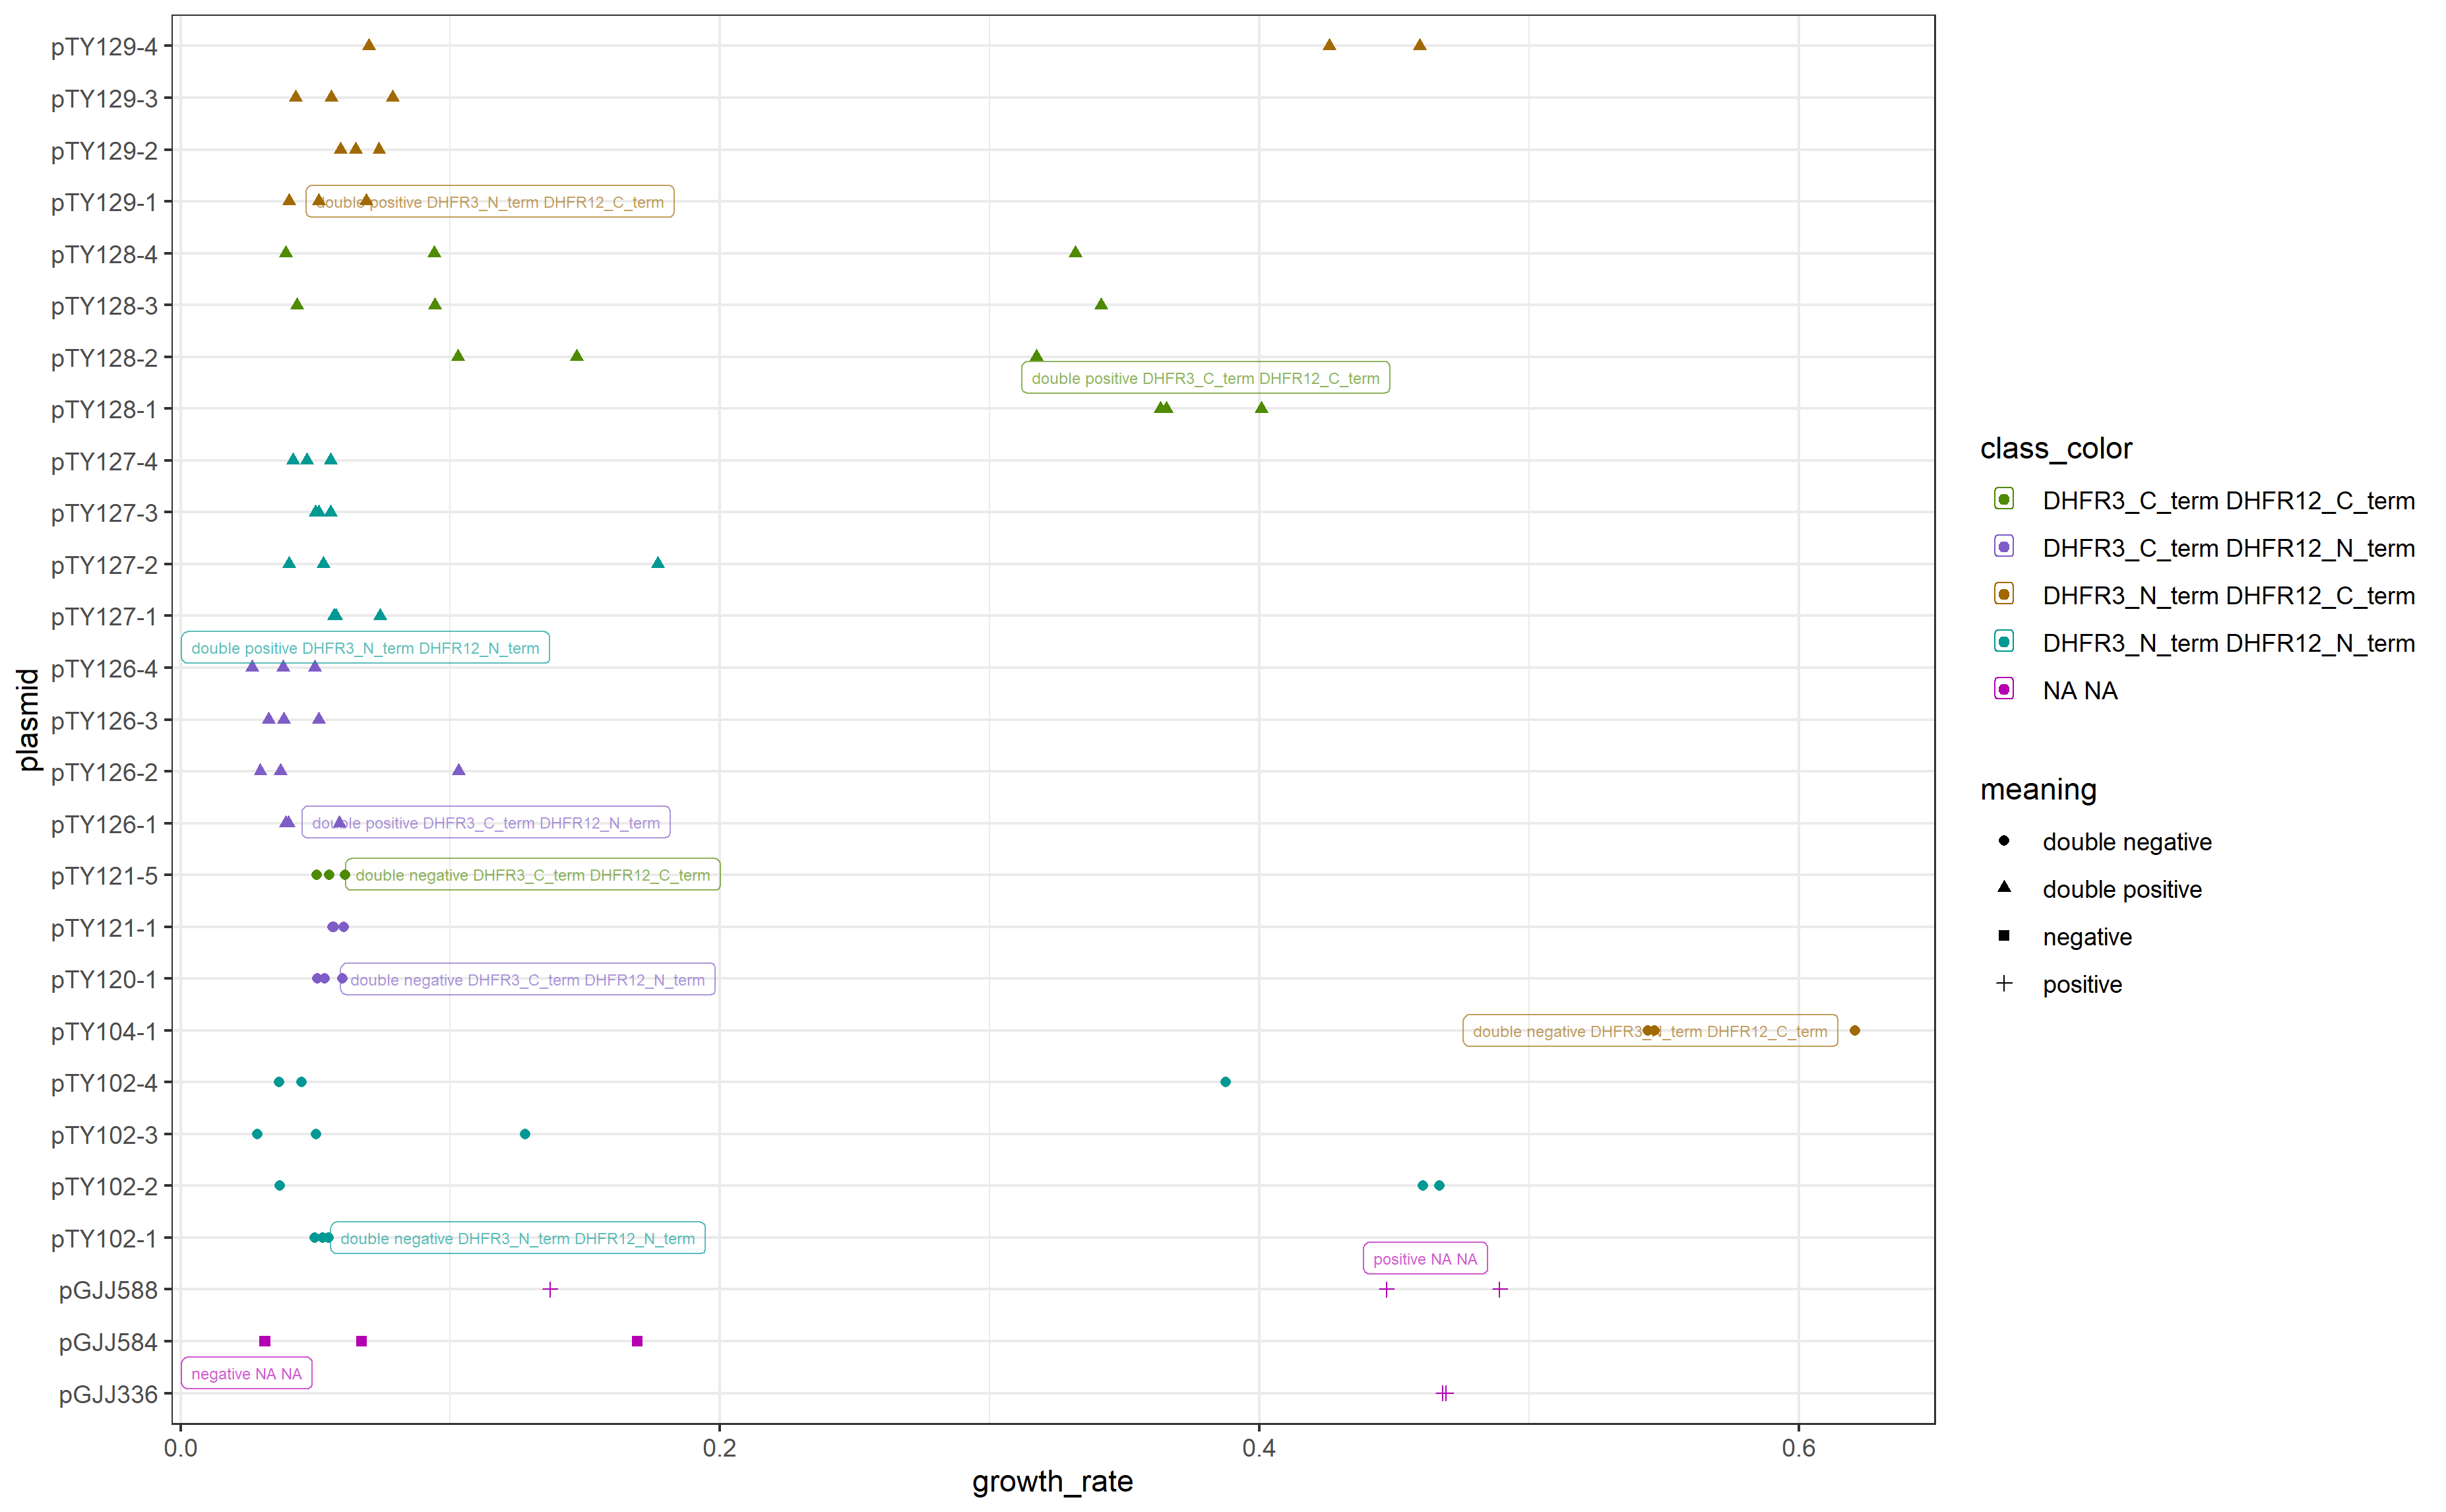 pTY129-4
pTY129-3
pTY129-2
pTY129-1
double positive DHFR3_N_term DHFR12_C_term
pTY128-4
pTY128-3
pTY128-2
double positive DHFR3_C_term DHFR12_C_term
pTY128-1
pTY127-4
pTY127-3
pTY127-2
pTY127-1
double positive DHFR3_N_term DHFR12_N_term
pTY126-4
pTY126-3
pTY126-2
pTY126-1
double positive DHFR3_C_term DHFR12_N_term
pTY121-5
double negative DHFR3_C_term DHFR12_C_term
pTY121-1
pTY120-1
double negative DHFR3_C_term DHFR12_N_term
pTY104-1
double negative DHFR3_N_term DHFR12_C_term
pTY102-4
pTY102-3
pTY102-2
pTY102-1
double negative DHFR3_N_term DHFR12_N_term
positive NA NA
pGJJ588
pGJJ584
negative NA NA
pGJJ336
plasmid
0.0
0.2
0.4
0.6
growth_rate
class_color
DHFR3_C_term DHFR12_C_term
DHFR3_C_term DHFR12_N_term
DHFR3_N_term DHFR12_C_term
DHFR3_N_term DHFR12_N_term
NA NA
meaning
double negative
double positive
negative
positive